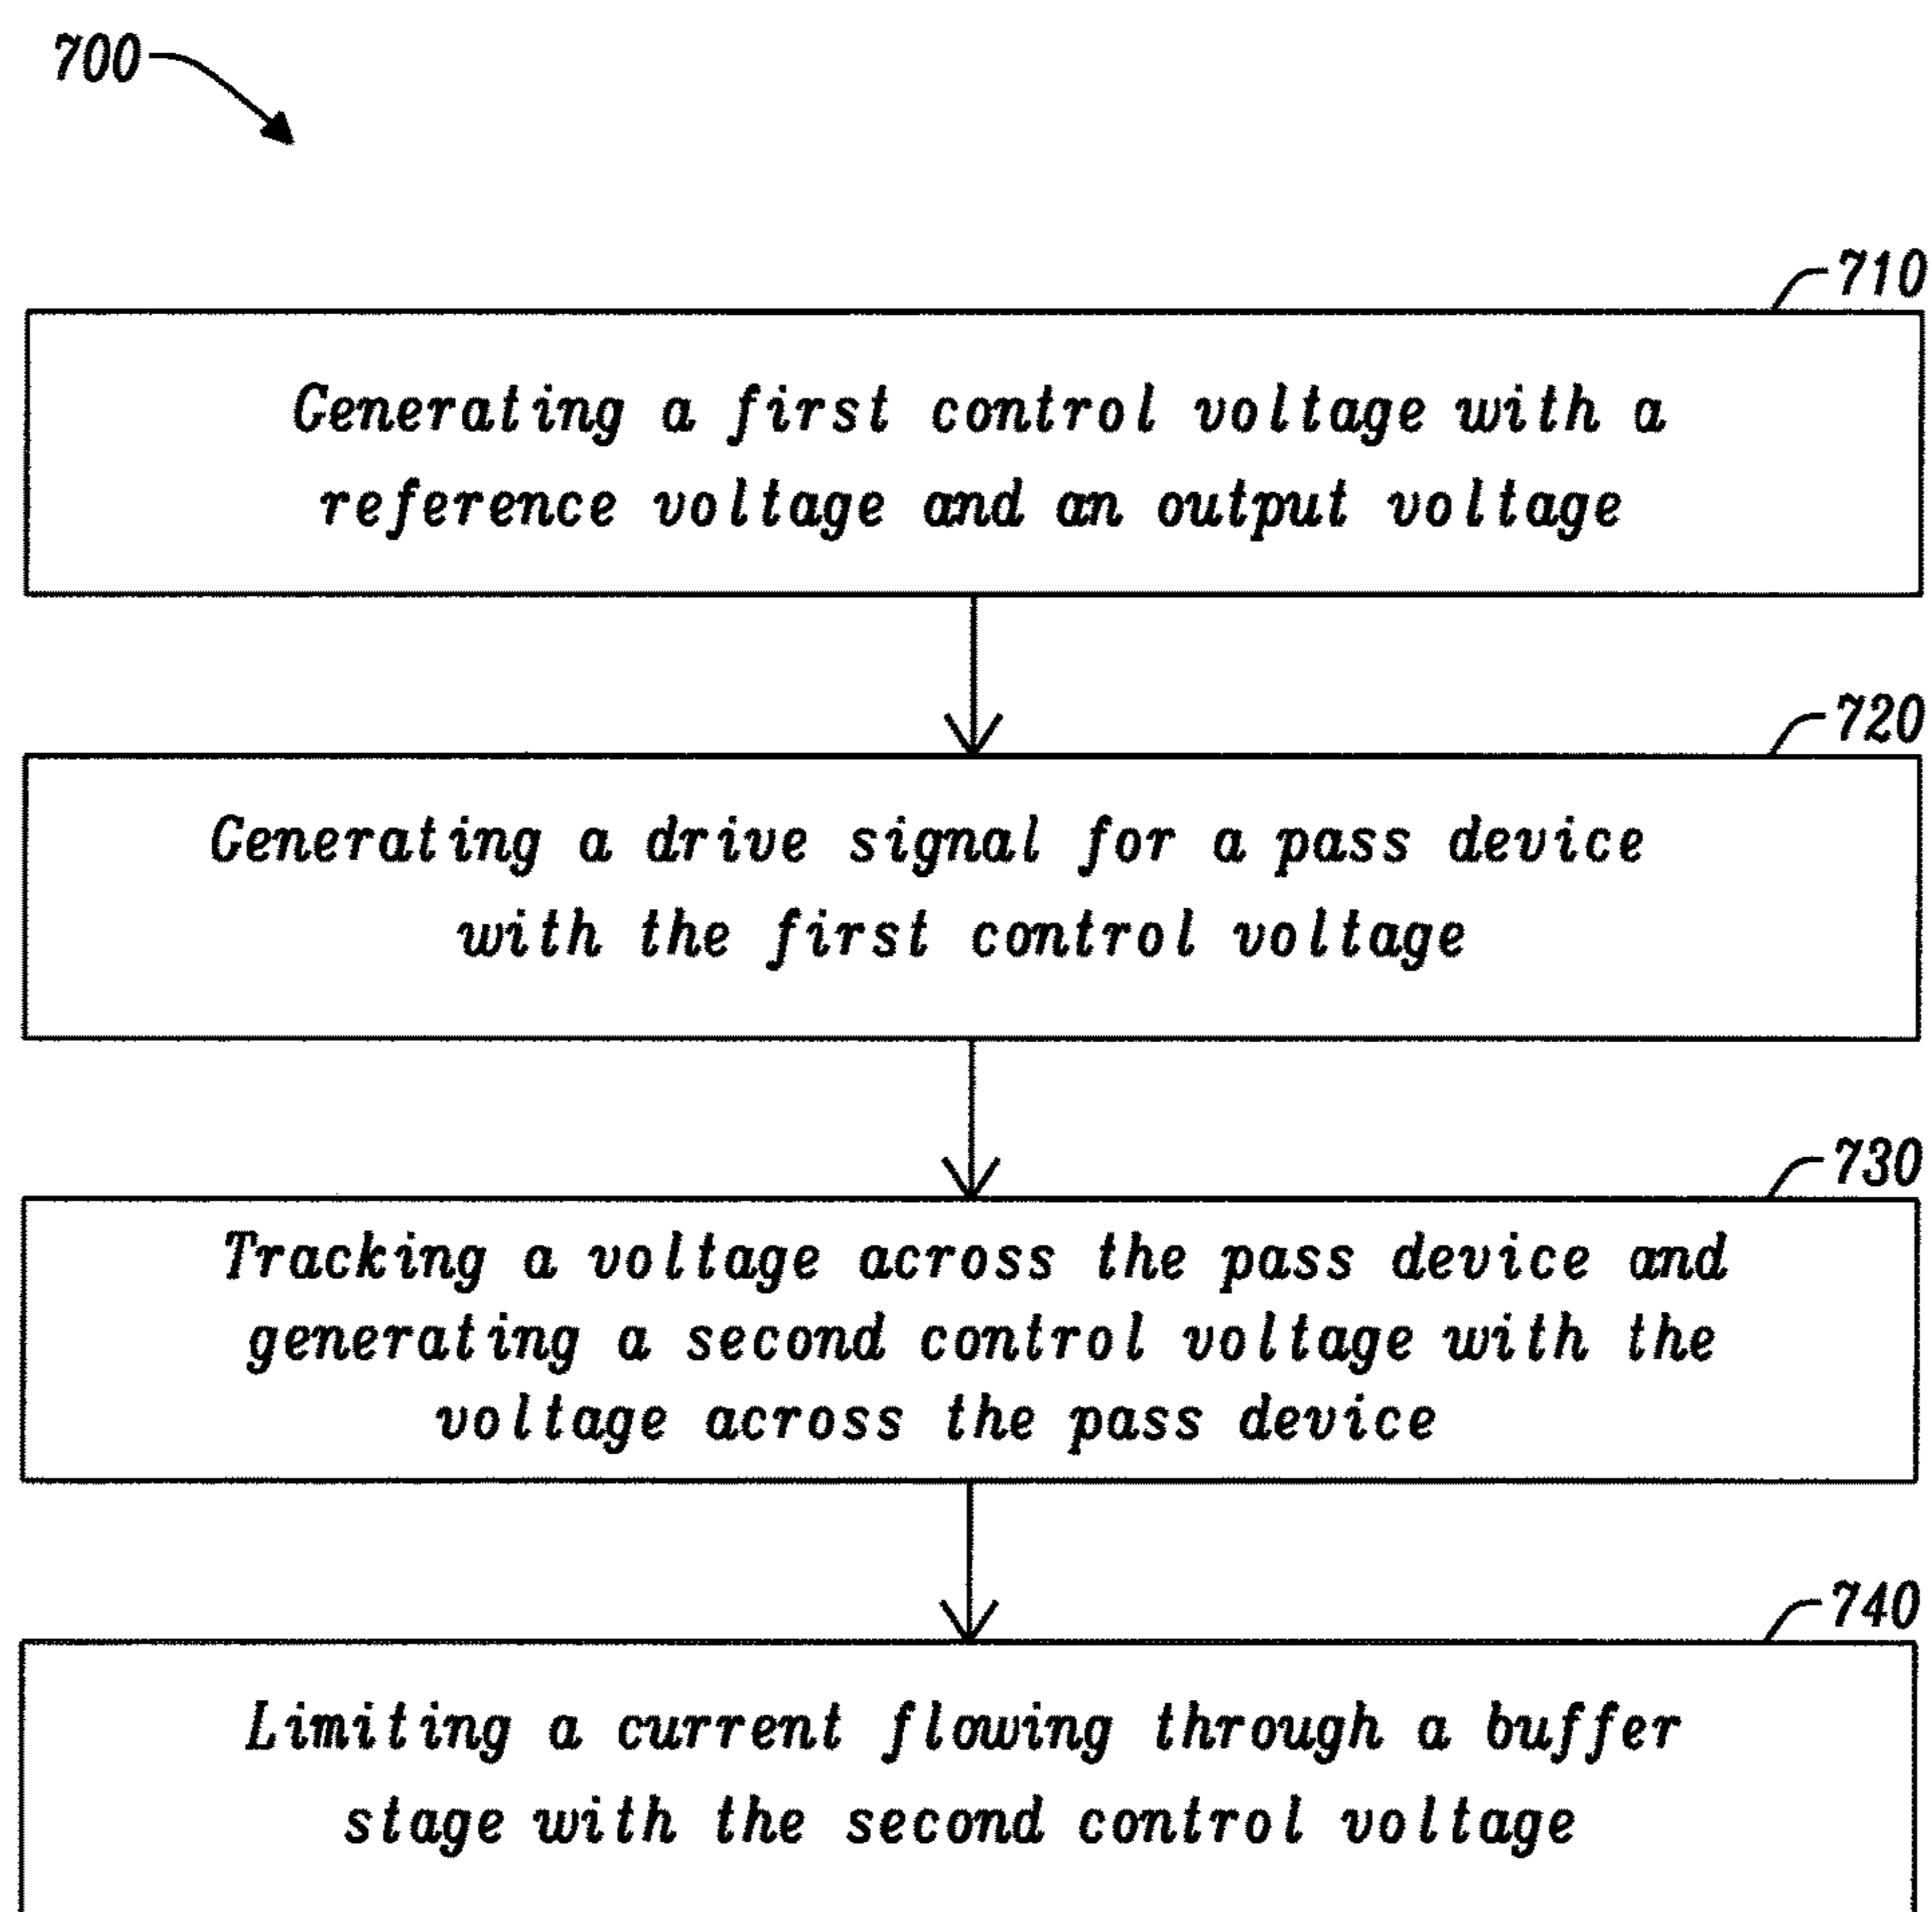 700
710
Generating a first control voltage with a
reference voltage and an output voltage
720
Generating a drive signal for a pass device
with the first control voltage
730
Tracking a voltage across the pass device and
generating a second control voltage with the
voltage across the pass device
740
Limiting a current flowing through a buffer
stage with the second control voltage